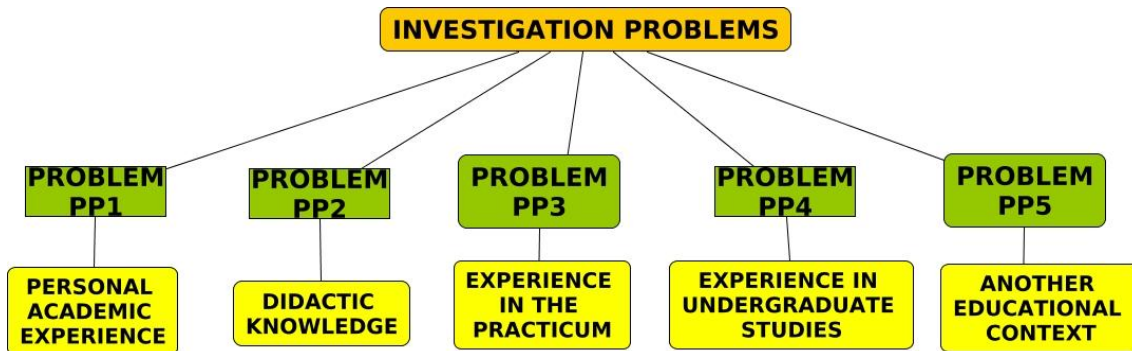 INVESTIGATION PROBLEMS
PROBLEM
PP1
PROBLEM
PP2
PROBLEM
PP3
PROBLEM
PP4
PROBLEM
PP5
PERSONAL
ACADEMIC
EXPERIENCE
DIDACTIC
KNOWLEDGE
EXPERIENCE
IN THE
PRACTICUM
EXPERIENCE IN
UNDERGRADUATE
STUDIES
ANOTHER
EDUCATIONAL
CONTEXT